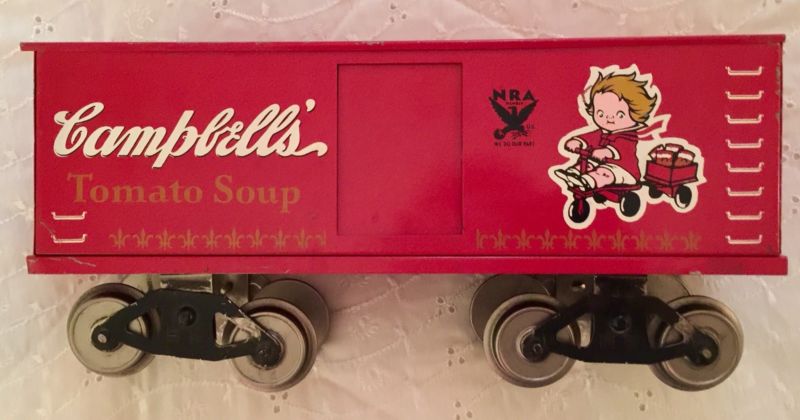 Campbell's
Tomato Soup
NRA
MEMBER
U.S.
WE DO OUR PART